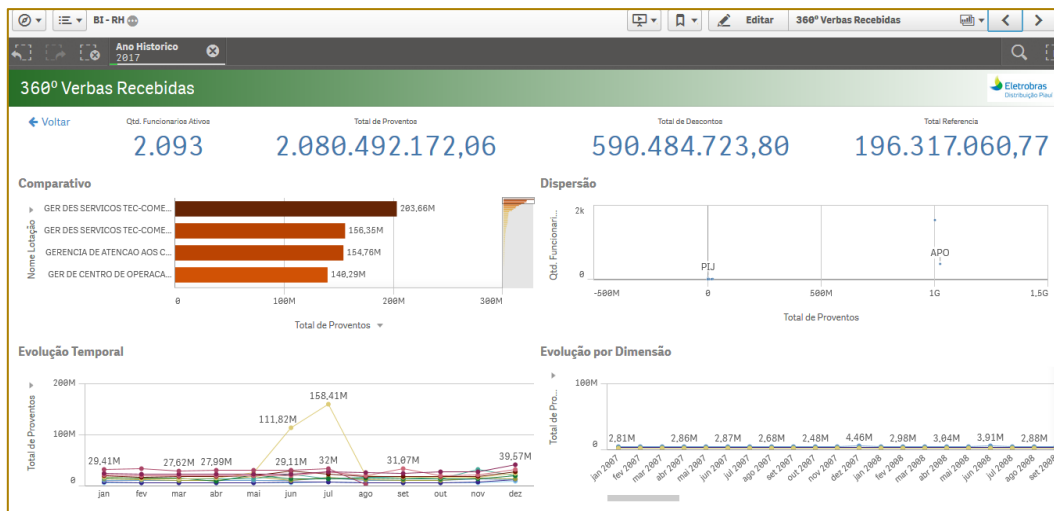 BI - RH
Editar
360º Verbas Recebidas
Ano Historico
2017
360º Verbas Recebidas
Eletrobras
Distribuição Piauí
Voltar
Qtd. Funcionarios Ativos
2.093
Total de Proventos
2.080.492.172,06
Total de Descontos
590.484.723,80
Total Referencia
196.317.060,77
Comparativo
Nome Lotação
GER DES SERVICOS TEC-COME...
203,66M
GER DES SERVICOS TEC-COME...
156,35M
GERENCIA DE ATENCAO AOS C...
154,76M
GER DE CENTRO DE OPERACA...
140,29M
0
100M
200M
300M
Total de Proventos
Dispersão
Qtd. Funcionari...
2k
0
PIJ
APO
-500M
0
500M
1G
1,5G
Total de Proventos
Evolução Temporal
Total de Proventos
200M
100M
0
29,41M
27,62M
27,99M
111,82M
29,11M
158,41M
32M
31,07M
39,57M
jan
fev
mar
abr
mai
jun
jul
ago
set
out
nov
dez
Evolução por Dimensão
Total de Pro...
100M
0
2,81M
2,86M
2,87M
2,68M
2,48M
4,46M
2,98M
3,04M
3,91M
2,88M
jan 2007
fev 2007
mar 2007
abr 2007
mai 2007
jun 2007
jul 2007
ago 2007
set 2007
out 2007
nov 2007
dez 2007
jan 2008
fev 2008
mar 2008
abr 2008
mai 2008
jun 2008
jul 2008
ago 2008
set 2008